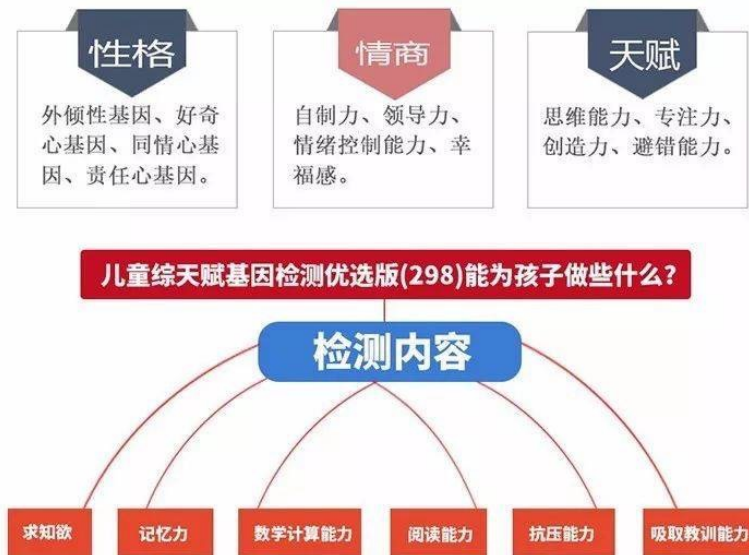 性格
外倾性基因、好奇
心基因、同情心基
因、责任心基因。
情商
自制力、领导力、
情绪控制能力、幸
福感。
天赋
思维能力、专注力、
创造力、避错能力。
儿童综天赋基因检测优选版(298)能为孩子做些什么?
检测内容
求知欲
记忆力
数学计算能力
阅读能力
抗压能力
吸取教训能力